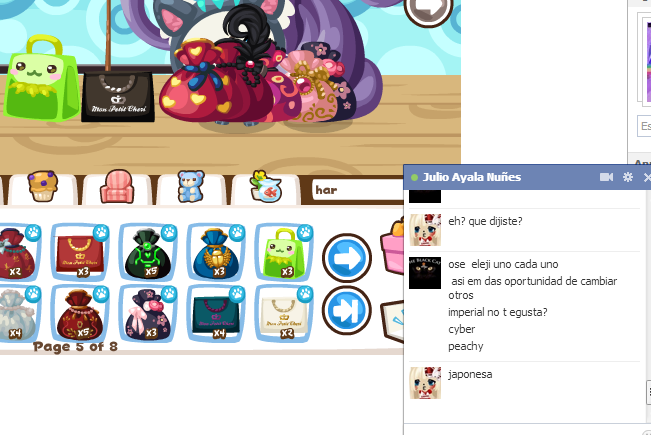 Mon Petit Cheri
har
x2
x3
x5
x3
x3
x4
x5
x3
x4
x2
Page 5 of 8
Julio Ayala Nuñes
eh? que dijiste?
ose eleji uno cada uno
asi em das oportunidad de cambiar
otros
imperial no t egusta?
cyber
peachy
japonesa